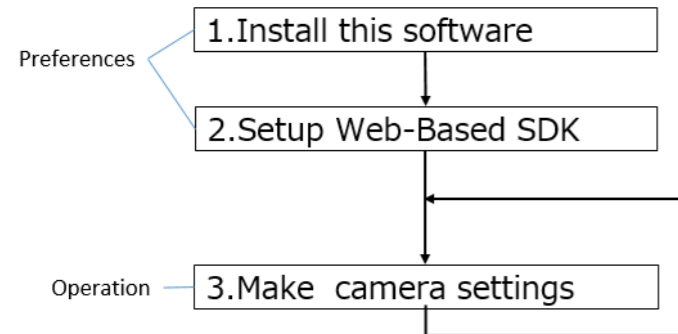 1.Install this software
Preferences
2.Setup Web-Based SDK
Operation
3.Make camera settings